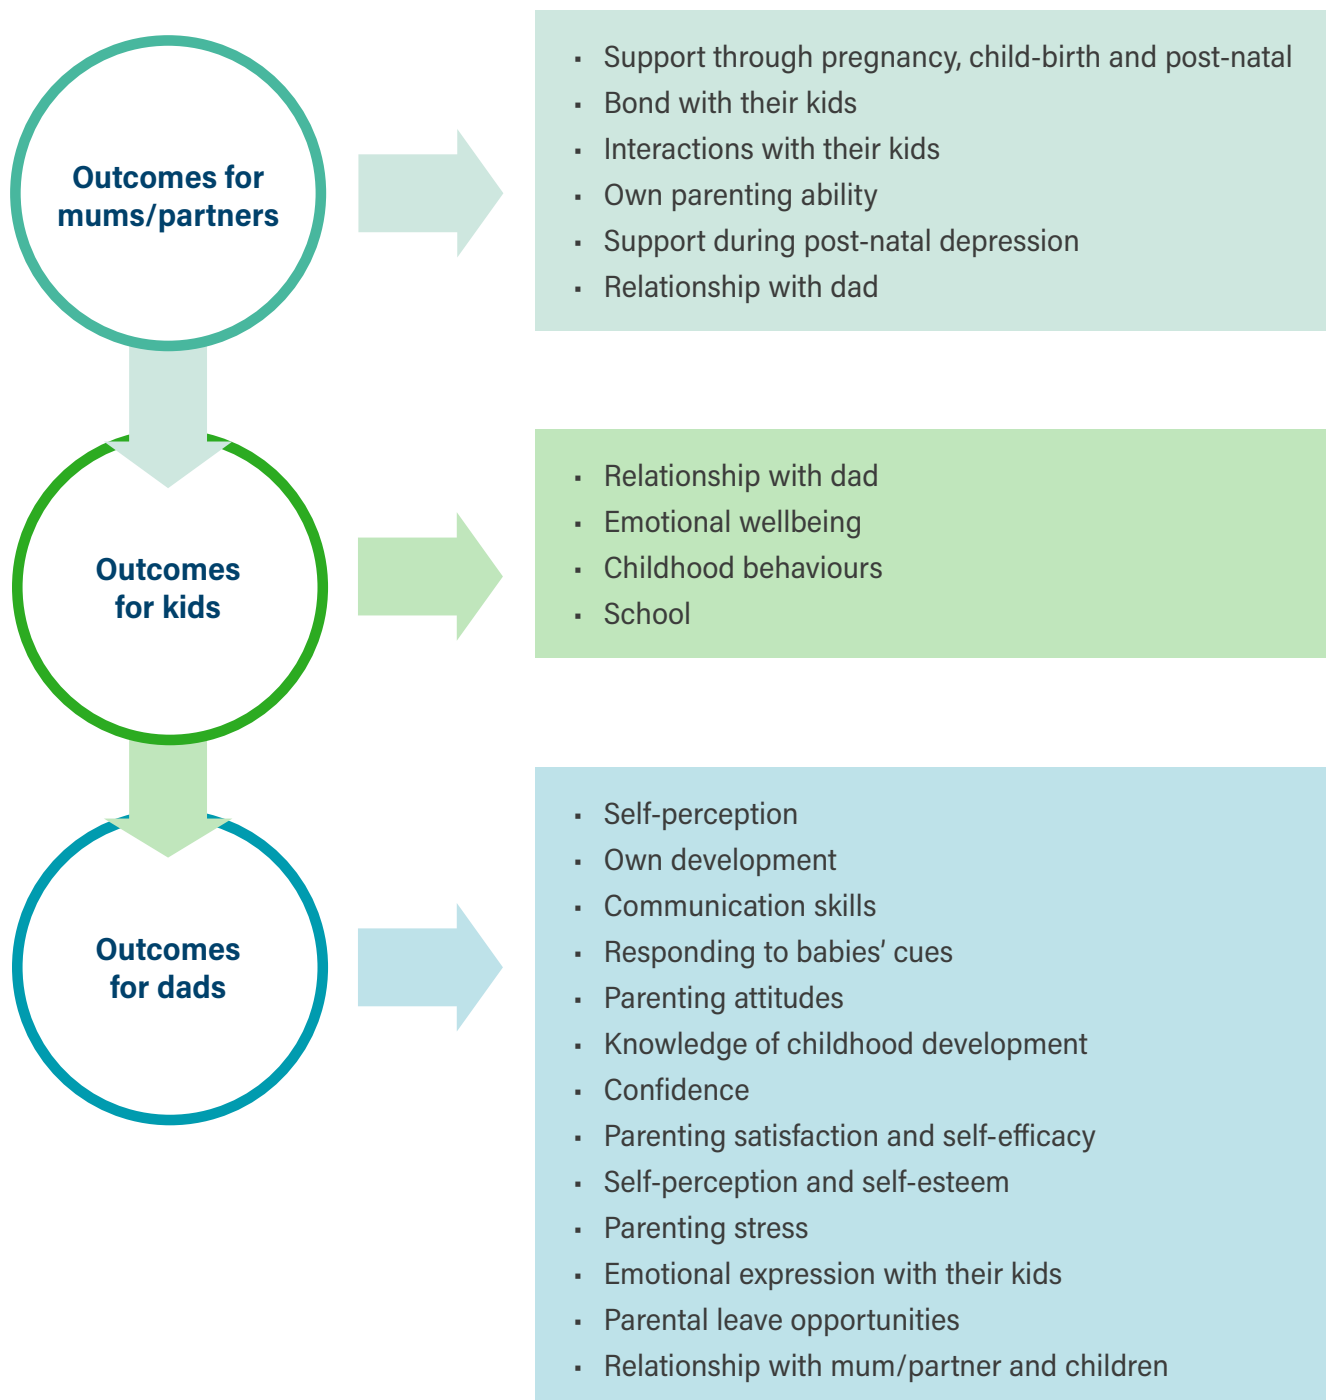 Outcomes for
mums/partners
▪ Support through pregnancy, child-birth and post-natal
▪ Bond with their kids
▪ Interactions with their kids
▪ Own parenting ability
▪ Support during post-natal depression
▪ Relationship with dad
Outcomes
for kids
▪ Relationship with dad
▪ Emotional wellbeing
▪ Childhood behaviours
▪ School
Outcomes
for dads
▪ Self-perception
▪ Own development
▪ Communication skills
▪ Responding to babies’ cues
▪ Parenting attitudes
▪ Knowledge of childhood development
▪ Confidence
▪ Parenting satisfaction and self-efficacy
▪ Self-perception and self-esteem
▪ Parenting stress
▪ Emotional expression with their kids
▪ Parental leave opportunities
▪ Relationship with mum/partner and children